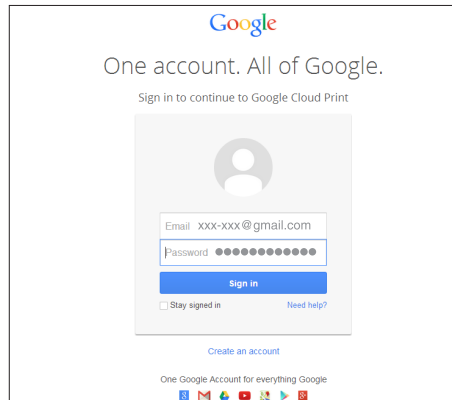 Google
One account. All of Google.
Sign in to continue to Google Cloud Print
Email xxx-xxx@gmail.com
Password ●●●●●●●●●●●●
Sign in
Stay signed in Need help?
Create an account
One Google Account for everything Google